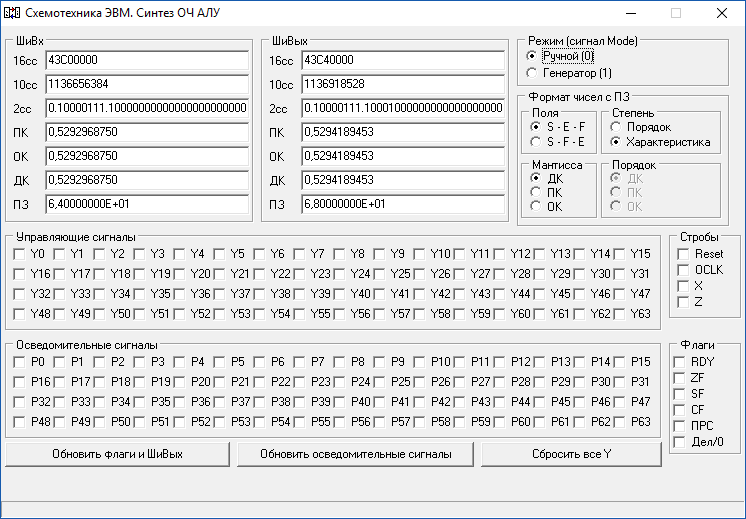 Схемотехника ЭВМ. Синтез ОЧ АЛУ
ШиВх
16cc 43C00000
10cc 1136656384
2cc 0.10000111.10000000000000000000000
ПК 0,5292968750
ОК 0,5292968750
ДК 0,5292968750
ПЗ 6,40000000E+01
ШиВых
16cc 43C40000
10cc 1136918528
2cc 0.10000111.10001000000000000000000
ПК 0,5294189453
ОК 0,5294189453
ДК 0,5294189453
ПЗ 6,80000000E+01
Режим (сигнал Mode)
Ручной (0)
Генератор (1)
Формат чисел с ПЗ
Поля
S - E - F
S - F - E
Степень
Порядок
Характеристика
Мантисса
ДК
ПК
ОК
Порядок
ДК
ПК
ОК
Управляющие сигналы
Y0 Y1 Y2 Y3 Y4 Y5 Y6 Y7 Y8 Y9 Y10 Y11 Y12 Y13 Y14 Y15
Y16 Y17 Y18 Y19 Y20 Y21 Y22 Y23 Y24 Y25 Y26 Y27 Y28 Y29 Y30 Y31
Y32 Y33 Y34 Y35 Y36 Y37 Y38 Y39 Y40 Y41 Y42 Y43 Y44 Y45 Y46 Y47
Y48 Y49 Y50 Y51 Y52 Y53 Y54 Y55 Y56 Y57 Y58 Y59 Y60 Y61 Y62 Y63
Стробы
Reset
OCLK
X
Z
Осведомительные сигналы
P0 P1 P2 P3 P4 P5 P6 P7 P8 P9 P10 P11 P12 P13 P14 P15
P16 P17 P18 P19 P20 P21 P22 P23 P24 P25 P26 P27 P28 P29 P30 P31
P32 P33 P34 P35 P36 P37 P38 P39 P40 P41 P42 P43 P44 P45 P46 P47
P48 P49 P50 P51 P52 P53 P54 P55 P56 P57 P58 P59 P60 P61 P62 P63
Флаги
RDY
ZF
SF
CF
ПРС
Дел/0
Обновить флаги и ШиВых
Обновить осведомительные сигналы
Сбросить все Y